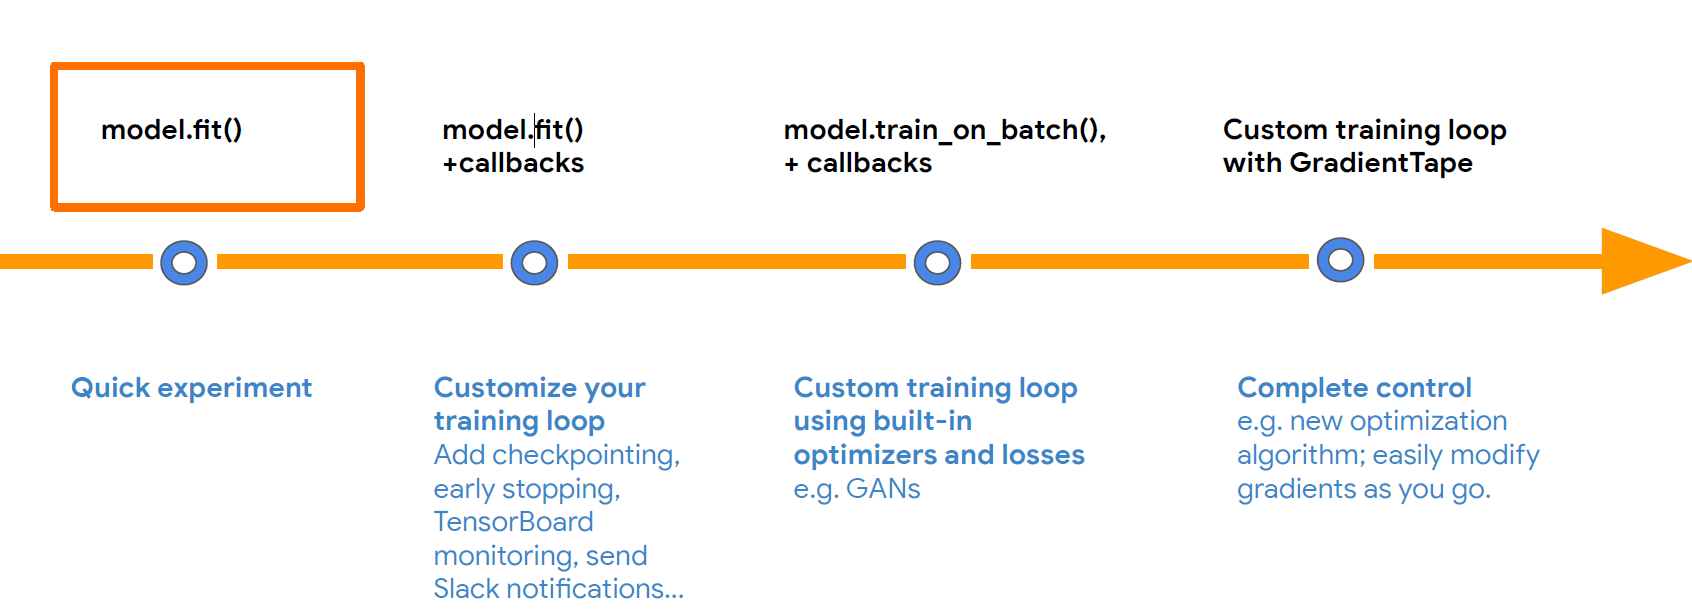 model.fit()
model.fit()
+callbacks
model.train_on_batch(),
+ callbacks
Custom training loop
with GradientTape
Quick experiment
Customize your
training loop
Add checkpointing,
early stopping,
TensorBoard
monitoring, send
Slack notifications...
Custom training loop
using built-in
optimizers and losses
e.g. GANs
Complete control
e.g. new optimization
algorithm; easily modify
gradients as you go.